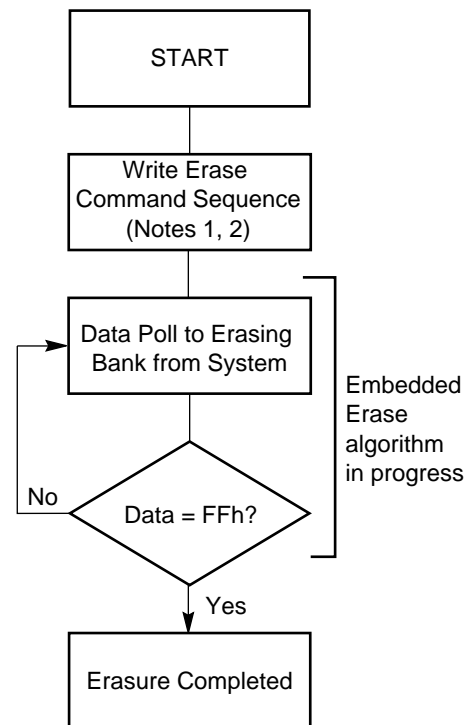 START
Write Erase
Command Sequence
(Notes 1, 2)
Data Poll to Erasing
Bank from System
Embedded
Erase
algorithm
in progress
No
Data = FFh?
Yes
Erasure Completed